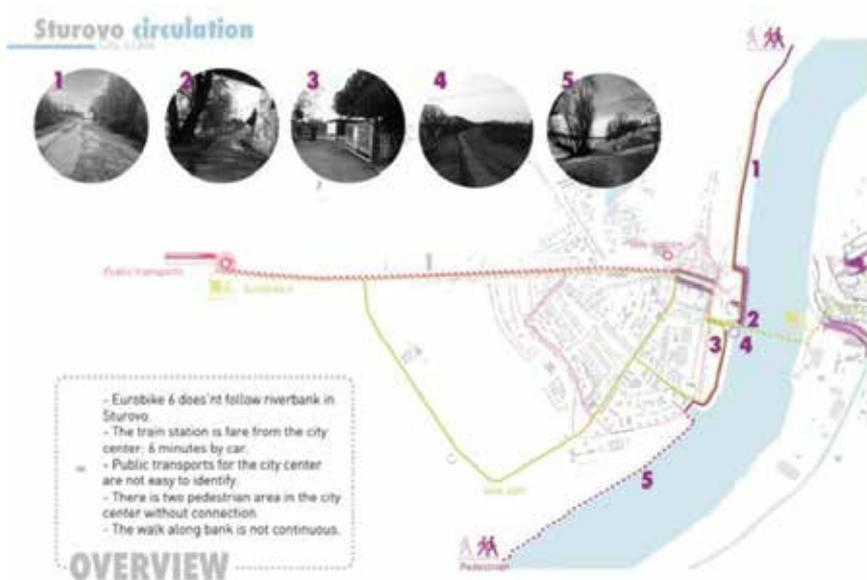 Sturovo circulation
1
2
3
4
5
1
Public transports
2
3
4
- Eurobike 6 does'nt follow riverbank in
Sturovo.
- The train station is fare from the city
center: 6 minutes by car.
- Public transports for the city center
are not easy to identify.
- There is two pedestrian area in the city
center without connection
- The walk along bank is not continuous.
5
OVERVIEW
Pedestrian